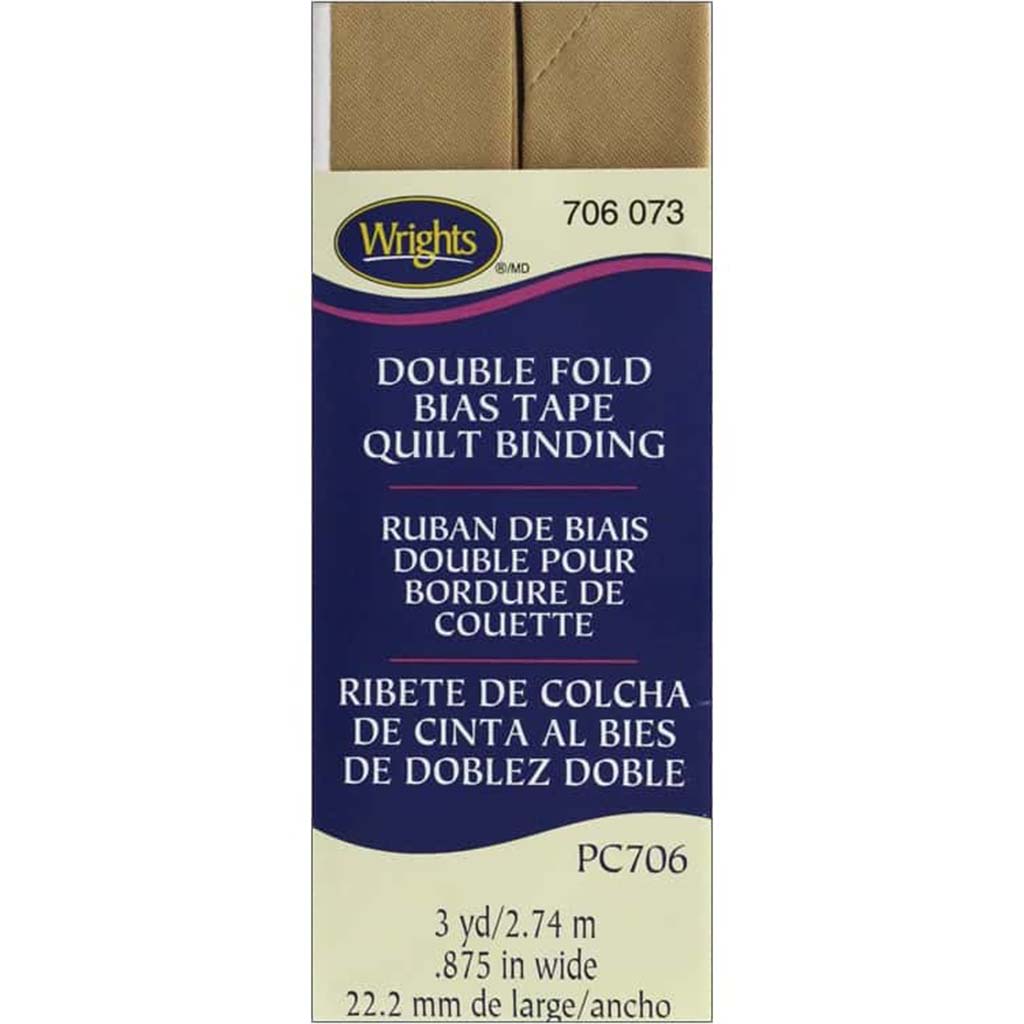 Wrights
®/MD
706 073
DOUBLE FOLD
BIAS TAPE
QUILT BINDING
RUBAN DE BIAIS
DOUBLE POUR
BORDURE DE
COUETTE
RIBETE DE COLCHA
DE CINTA AL BIES
DE DOBLEZ DOBLE
PC706
3 yd/2.74 m
.875 in wide
22.2 mm de large/ancho